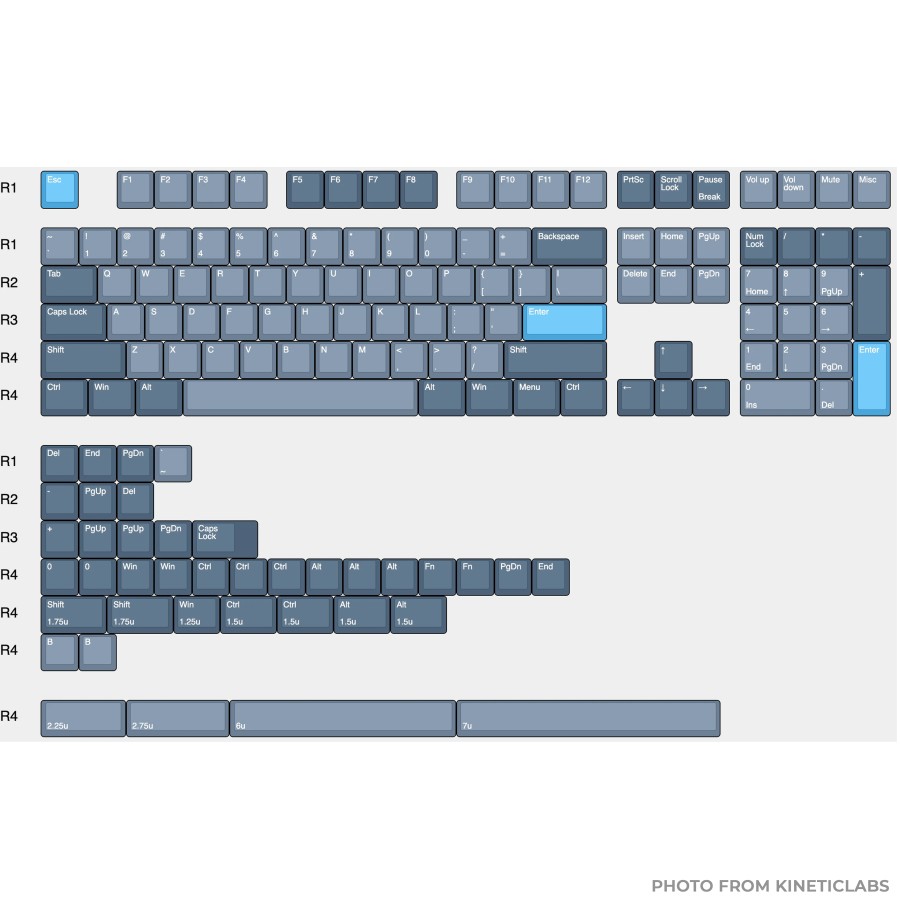 R1 Esc F1 F2 F3 F4 F5 F6 F7 F8 F9 F10 F11 F12 PrtSc Scroll Lock Pause Break Vol up Vol down Mute Misc
R1 ~ ` ! 1 @ 2 # 3 $ 4 % 5 ^ 6 & 7 * 8 ( 9 ) 0 _ - + = Backspace Insert Home PgUp Num Lock / * -
R2 Tab Q W E R T Y U I O P { [ } ] | \ Delete End PgDn 7 Home 8 ↑ 9 PgUp +
R3 Caps Lock A S D F G H J K L : ; " ' Enter 4 ← 5 6 →
R4 Shift Z X C V B N M < , > . ? / Shift ↑ 1 End 2 ↓ 3 PgDn Enter
R4 Ctrl Win Alt Alt Win Menu Ctrl ← ↓ → 0 Ins . Del
R1 Del End PgDn ` ~
R2 - PgUp Del
R3 + PgUp PgUp PgDn Caps Lock
R4 0 0 Win Win Ctrl Ctrl Ctrl Alt Alt Alt Fn Fn PgDn End
R4 Shift 1.75u Shift 1.75u Win 1.25u Ctrl 1.5u Ctrl 1.5u Alt 1.5u Alt 1.5u
R4 B B
R4 2.25u 2.75u 6u 7u
PHOTO FROM KINETICLABS